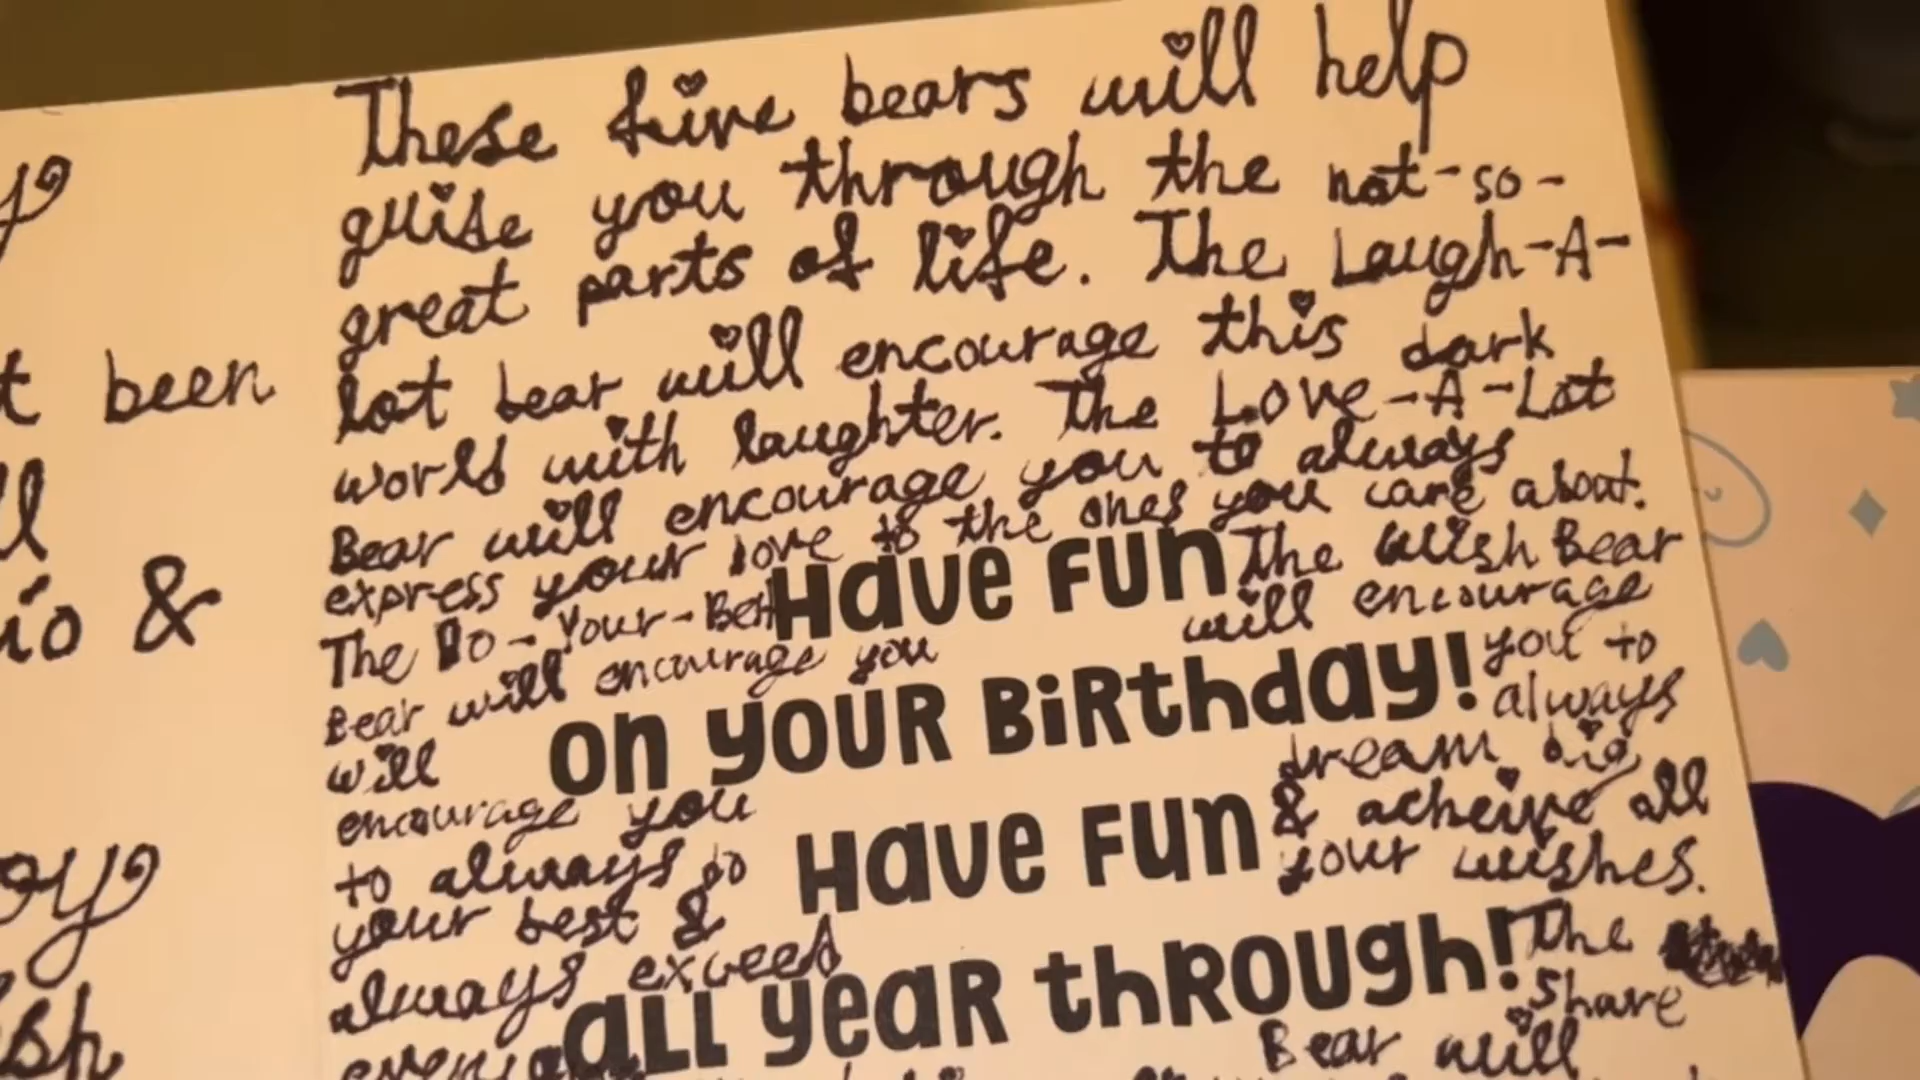 These five bears will help
guide you through the not-so-
great parts of life. The Laugh-A-
Lot bear will encourage this dark
world with laughter. The Love-A-Lot
Bear will encourage you to always
express your love to the ones you care about.
The Do-Your-Best
Bear will encourage you
will
encourage you
to always do
your best &
always exceed
Have Fun
on your Birthday!
Have Fun
all year through!
The Wish Bear
will encourage
you to
always
dream big
& acheive all
your wishes.
The
Share
Bear will
been
&